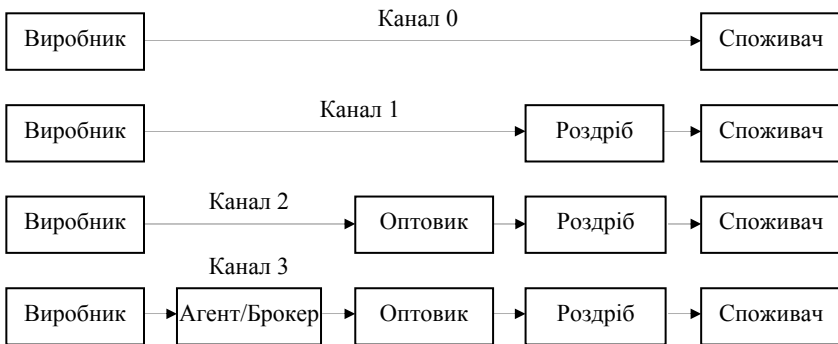 Канал 0
Виробник Споживач
Канал 1
Виробник Роздріб Споживач
Канал 2
Виробник Оптовик Роздріб Споживач
Канал 3
Виробник Агент/Брокер Оптовик Роздріб Споживач